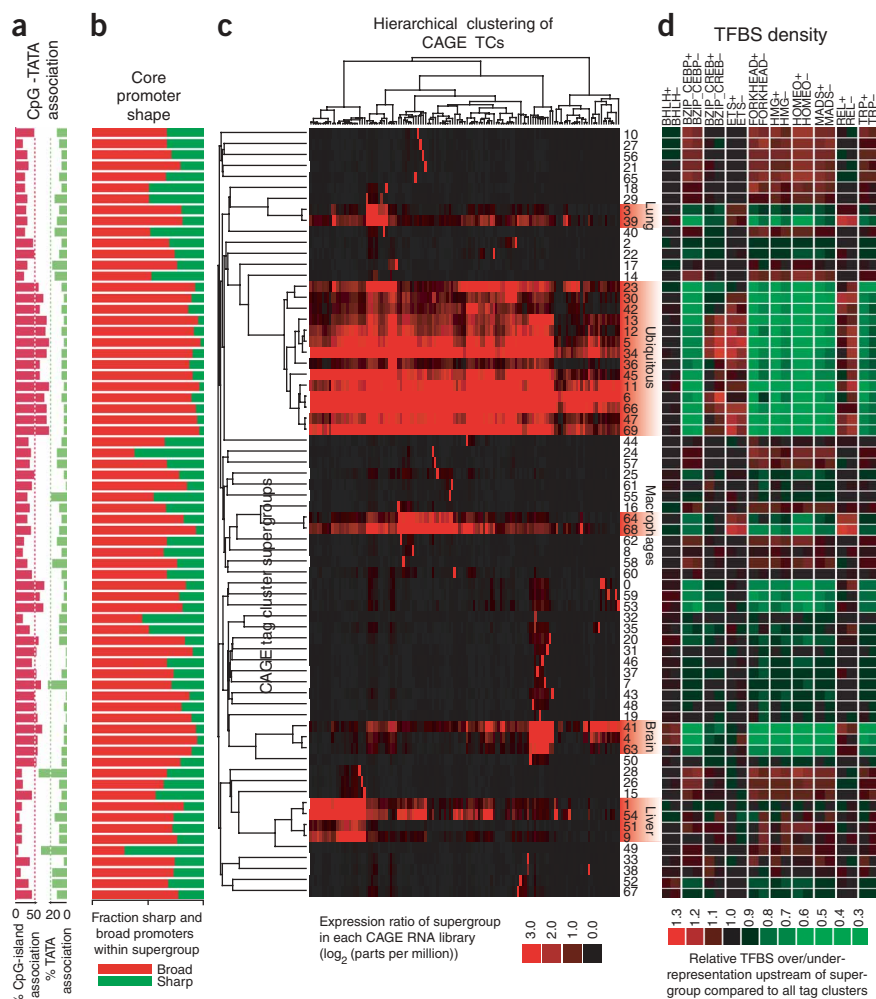 a
b
c
d
CpG -TATA
association
Core
promoter
shape
Hierarchical clustering of
CAGE TCs
TFBS density
BHLH+
BHLH–
BZIP_CEBP+
BZIP_CEBP–
BZIP_CREB+
BZIP_CREB–
ETS+
ETS–
FORKHEAD+
FORKHEAD–
HMG+
HMG–
HOMEO+
HOMEO–
MADS+
MADS–
REL+
REL–
TRP+
TRP–
10
27
56
21
65
18
29
3
39
40
2
22
17
14
23
30
42
13
12
5
34
36
45
11
6
66
47
69
44
24
57
25
61
55
16
64
68
62
8
58
60
0
59
53
32
35
20
31
46
37
7
43
48
19
41
4
63
50
28
26
15
1
54
51
9
49
33
38
52
67
Lung
Ubiquitous
Macrophages
Brain
Liver
CAGE tag cluster supergroups
0
50
20
0
% CpG-island
association
% TATA
association
Fraction sharp and
broad promoters
within supergroup
Broad
Sharp
Expression ratio of supergroup
in each CAGE RNA library
(log2 (parts per million))
3.0
2.0
1.0
0.0
1.3
1.2
1.1
1.0
0.9
0.8
0.7
0.6
0.5
0.4
0.3
Relative TFBS over/under-
representation upstream of super-
group compared to all tag clusters